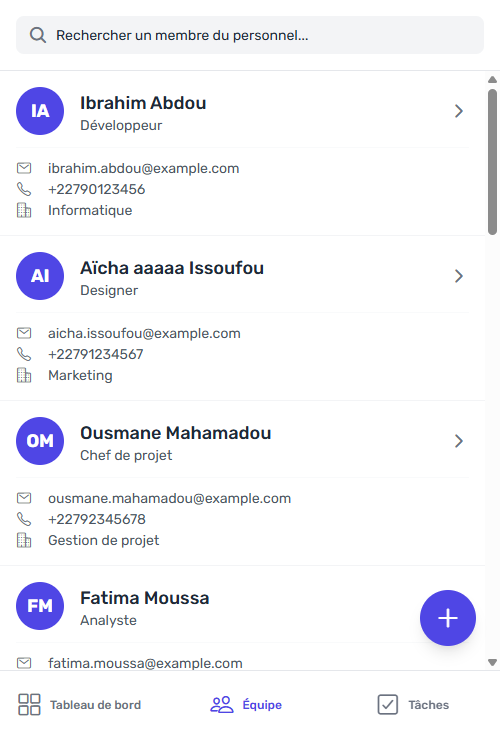 Rechercher un membre du personnel...
IA
Ibrahim Abdou
Développeur
ibrahim.abdou@example.com
+22790123456
Informatique
AI
Aïcha aaaaa Issoufou
Designer
aicha.issoufou@example.com
+22791234567
Marketing
OM
Ousmane Mahamadou
Chef de projet
ousmane.mahamadou@example.com
+22792345678
Gestion de projet
FM
Fatima Moussa
Analyste
fatima.moussa@example.com
Tableau de bord
Équipe
Tâches